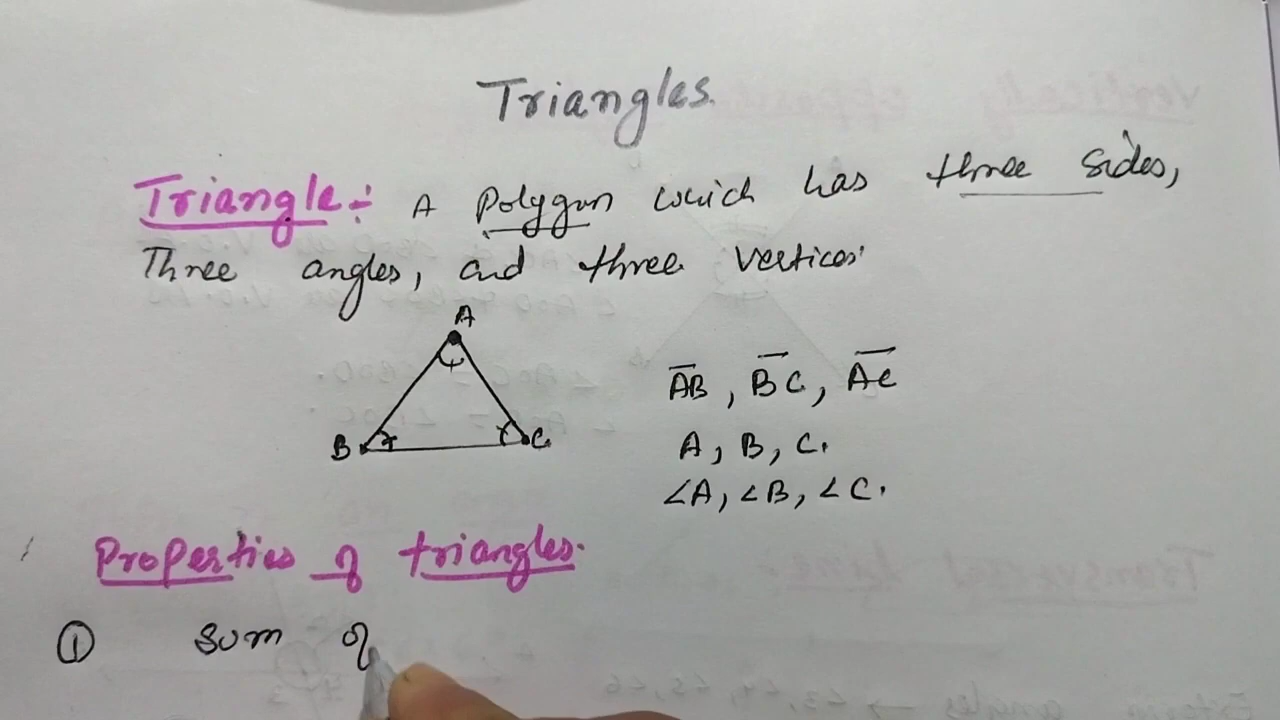 Triangles.
Triangle:- A Polygon which has three sides,
Three angles, and three vertices.
A
B
C
AB, BC, AC
A, B, C.
∠A, ∠B, ∠C.
Properties of triangles.
① Sum of